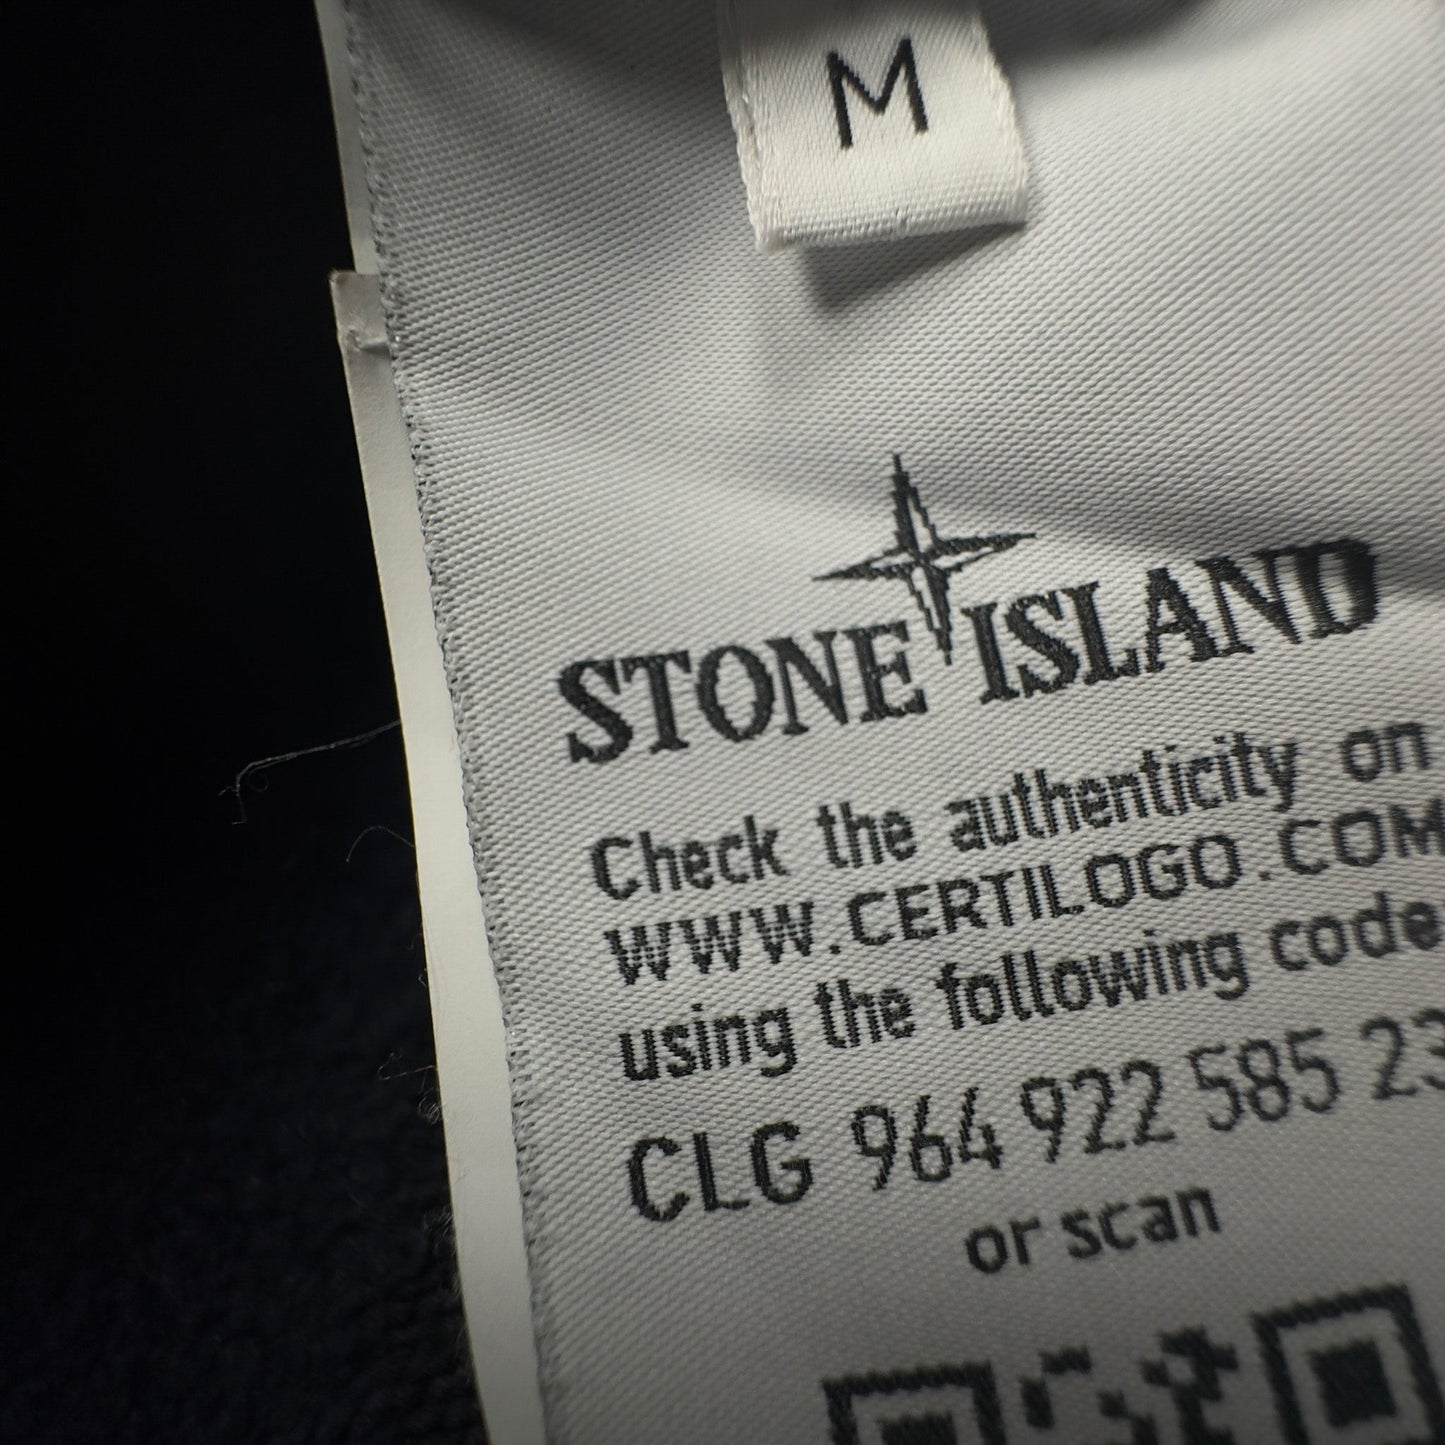 M
STONE ISLAND
Check the authenticity on
WWW.CERTILOGO.COM
using the following code
CLG 964 922 585 23
or scan